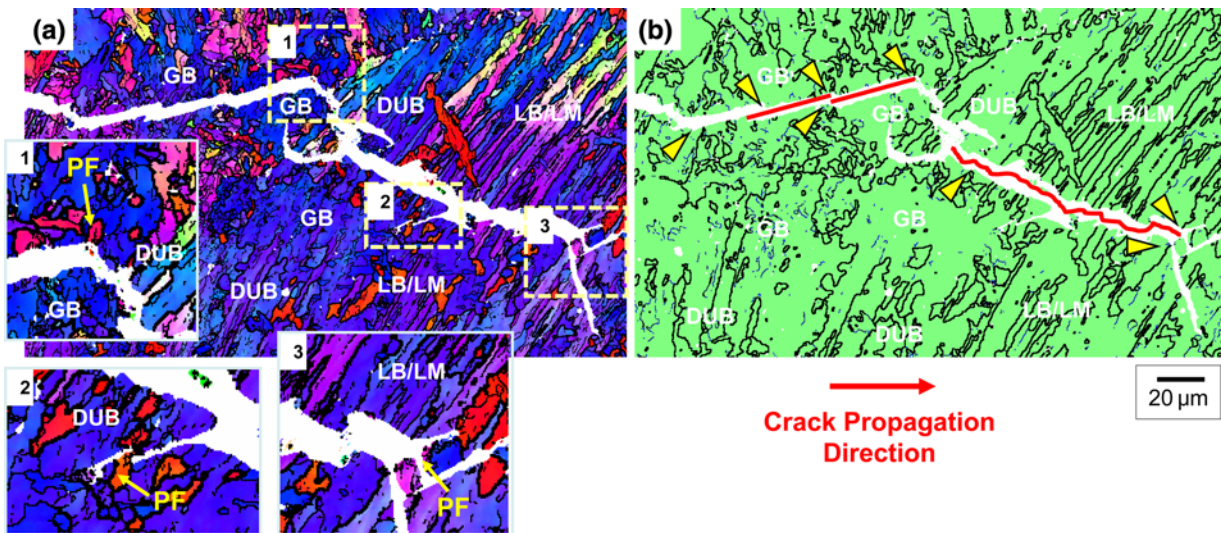 (a)
1
GB
GB
DUB
LB/LM
1
PF
DUB
GB
GB
2
3
DUB
LB/LM
2
DUB
PF
3
LB/LM
PF
(b)
GB
GB
DUB
LB/LM
GB
GB
DUB
DUB
LB/LM
Crack Propagation
Direction
20 µm